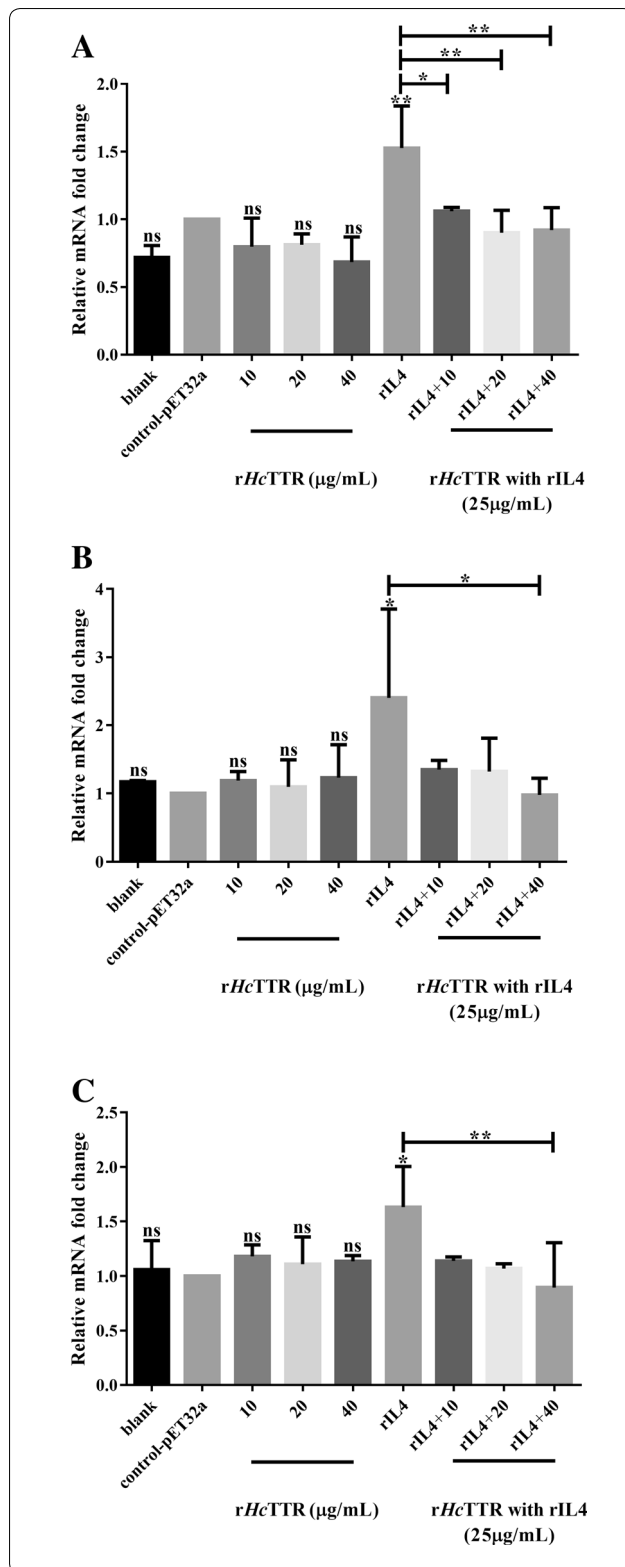 A
** 
**
*
**
2.0
1.5
1.0
0.5
0.0
Relative mRNA fold change
ns
ns
ns
ns
blank
control-pET32a
10
20
40
rIL4
rIL4+10
rIL4+20
rIL4+40
rHcTTR (μg/mL)
rHcTTR with rIL4
(25μg/mL)
B
*
*
4
3
2
1
0
Relative mRNA fold change
ns
ns
ns
ns
blank
control-pET32a
10
20
40
rIL4
rIL4+10
rIL4+20
rIL4+40
rHcTTR (μg/mL)
rHcTTR with rIL4
(25μg/mL)
C
**
*
2.5
2.0
1.5
1.0
0.5
0.0
Relative mRNA fold change
ns
ns
ns
ns
blank
control-pET32a
10
20
40
rIL4
rIL4+10
rIL4+20
rIL4+40
rHcTTR (μg/mL)
rHcTTR with rIL4
(25μg/mL)